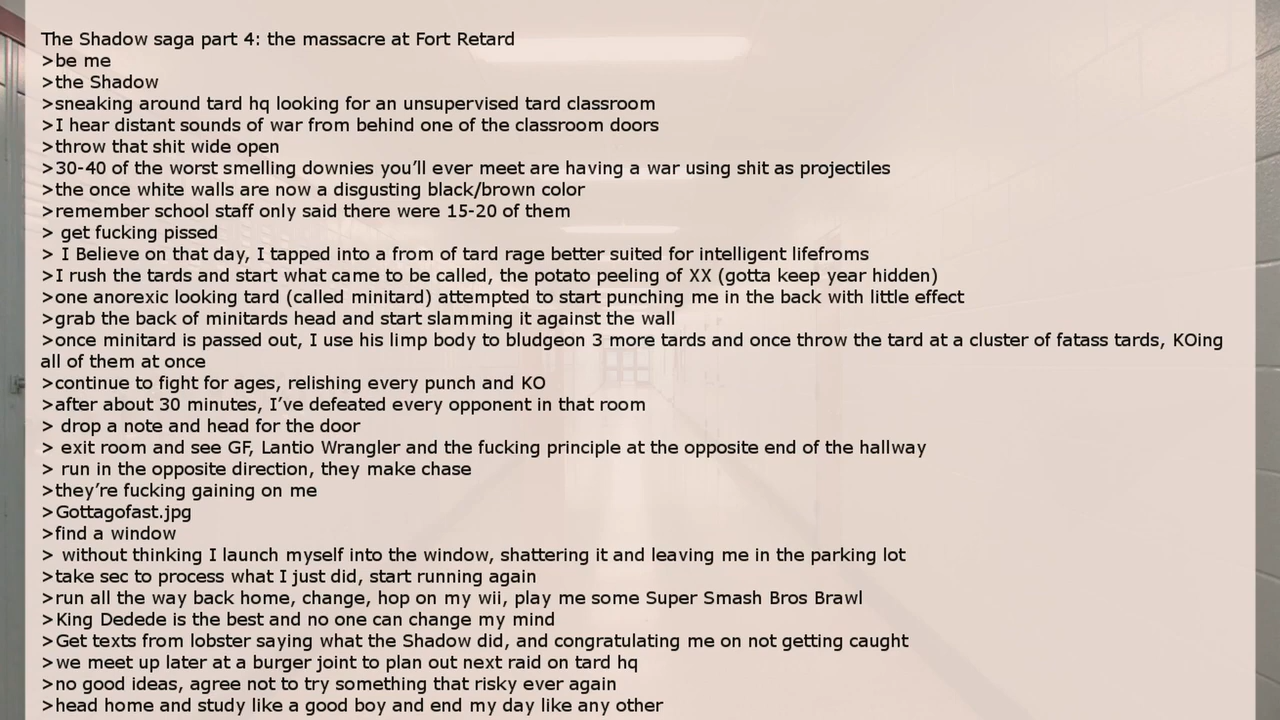 The Shadow saga part 4: the massacre at Fort Retard
>be me
>the Shadow
>sneaking around tard hq looking for an unsupervised tard classroom
>I hear distant sounds of war from behind one of the classroom doors
>throw that shit wide open
>30-40 of the worst smelling downies you’ll ever meet are having a war using shit as projectiles
>the once white walls are now a disgusting black/brown color
>remember school staff only said there were 15-20 of them
> get fucking pissed
> I Believe on that day, I tapped into a from of tard rage better suited for intelligent lifefroms
>I rush the tards and start what came to be called, the potato peeling of XX (gotta keep year hidden)
>one anorexic looking tard (called minitard) attempted to start punching me in the back with little effect
>grab the back of minitards head and start slamming it against the wall
>once minitard is passed out, I use his limp body to bludgeon 3 more tards and once throw the tard at a cluster of fatass tards, KOing
all of them at once
>continue to fight for ages, relishing every punch and KO
>after about 30 minutes, I’ve defeated every opponent in that room
> drop a note and head for the door
> exit room and see GF, Lantio Wrangler and the fucking principle at the opposite end of the hallway
> run in the opposite direction, they make chase
>they’re fucking gaining on me
>Gottagofast.jpg
>find a window
> without thinking I launch myself into the window, shattering it and leaving me in the parking lot
>take sec to process what I just did, start running again
>run all the way back home, change, hop on my wii, play me some Super Smash Bros Brawl
>King Dedede is the best and no one can change my mind
>Get texts from lobster saying what the Shadow did, and congratulating me on not getting caught
>we meet up later at a burger joint to plan out next raid on tard hq
>no good ideas, agree not to try something that risky ever again
>head home and study like a good boy and end my day like any other